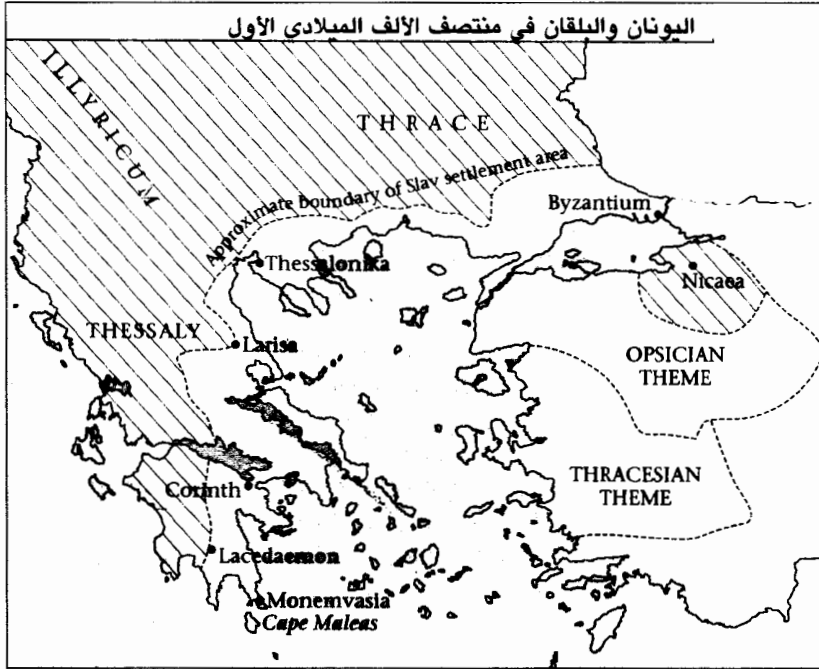 اليونان والبلقان في منتصف الألف الميلادي الأول
ILLYRICUM
THRACE
Approximate boundary of Slav settlement area
Byzantium
Thessalonika
Nicaea
THESSALY
Larisa
OPSICIAN
THEME
THRACESIAN
THEME
Corinth
Lacedaemon
Monemvasia
Cape Maleas